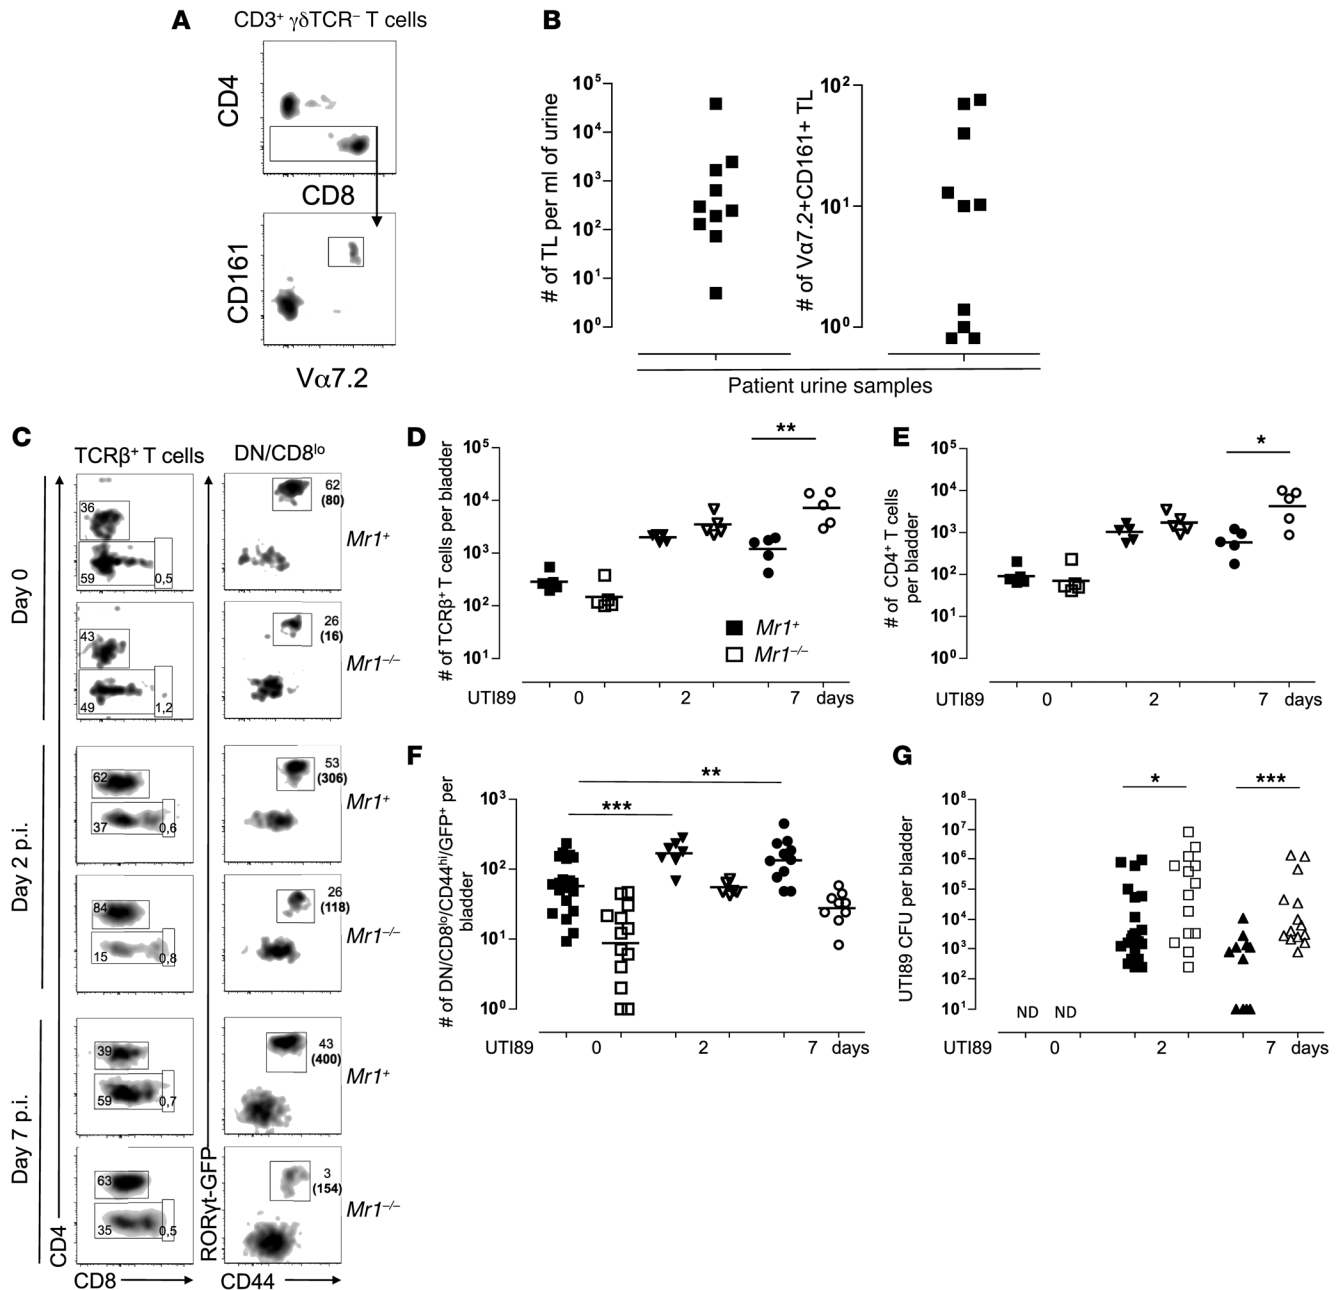 A
CD3⁺ γδTCR⁻ T cells
CD4
CD8
CD161
Vα7.2
B
# of TL per ml of urine
10⁵
10⁴
10³
10²
10¹
10⁰
# of Vα7.2+CD161+ TL
10²
10¹
10⁰
Patient urine samples
C
TCRβ⁺ T cells
DN/CD8ˡᵒ
Day 0
36
59
0,5
62
(80)
Mr1⁺
43
49
1,2
26
(16)
Mr1⁻/⁻
Day 2 p.i.
62
37
0,6
53
(306)
Mr1⁺
84
15
0,8
26
(118)
Mr1⁻/⁻
Day 7 p.i.
39
59
0,7
43
(400)
Mr1⁺
63
35
0,5
3
(154)
Mr1⁻/⁻
CD4
CD8
RORγt-GFP
CD44
D
# of TCRβ⁺ T cells per bladder
10⁵
10⁴
10³
10²
10¹
**
Mr1⁺
Mr1⁻/⁻
UTI89 0 2 7 days
E
# of CD4⁺ T cells
per bladder
10⁵
10⁴
10³
10²
10¹
10⁰
*
UTI89 0 2 7 days
F
# of DN/CD8ˡᵒ/CD44ʰⁱ/GFP⁺ per
bladder
10³
10²
10¹
10⁰
**
***
UTI89 0 2 7 days
G
UTI89 CFU per bladder
10⁸
10⁷
10⁶
10⁵
10⁴
10³
10²
10¹
*
***
ND ND
UTI89 0 2 7 days